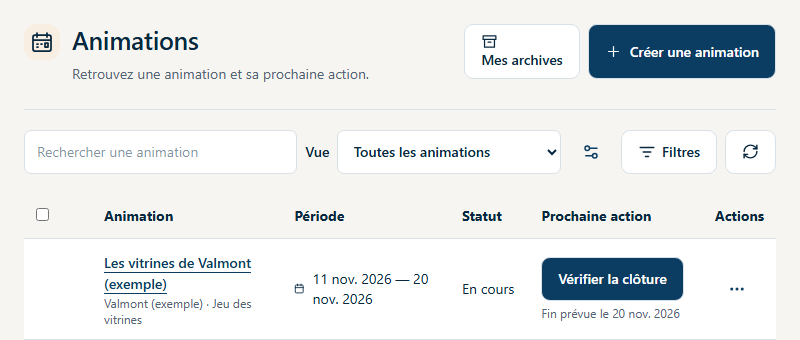 Animations
Retrouvez une animation et sa prochaine action.
Mes archives
Créer une animation
Rechercher une animation
Vue
Toutes les animations
Filtres
Animation
Période
Statut
Prochaine action
Actions
Les vitrines de Valmont
(exemple)
Valmont (exemple) · Jeu des
vitrines
11 nov. 2026 — 20
nov. 2026
En cours
Vérifier la clôture
Fin prévue le 20 nov. 2026